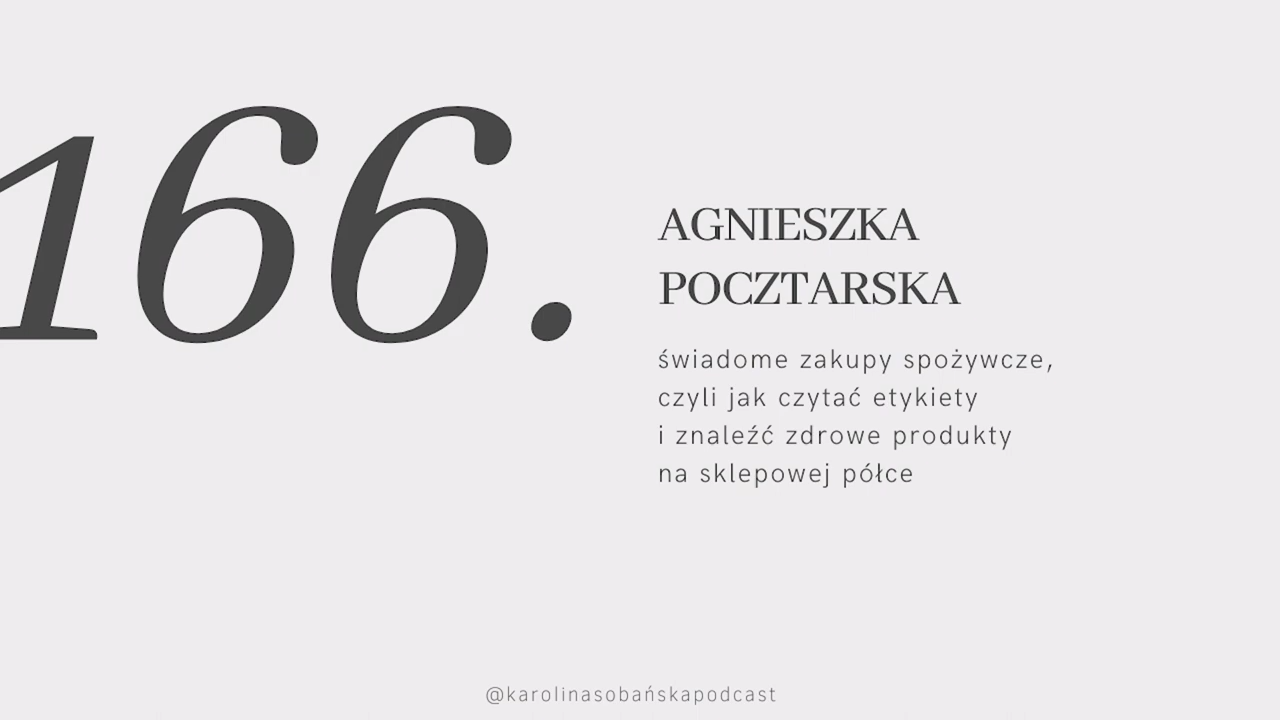 166.
AGNIESZKA
POCZTARSKA
świadome zakupy spożywcze,
czyli jak czytać etykiety
i znaleźć zdrowe produkty
na sklepowej półce
@karolinasobańskapodcast